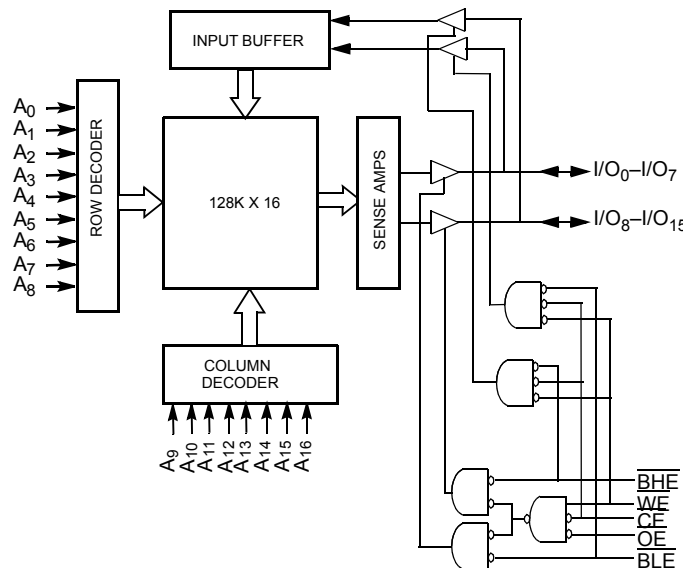 INPUT BUFFER
A0
A1
A2
A3
A4
A5
A6
A7
A8
ROW DECODER
128K X 16
SENSE AMPS
I/O0–I/O7
I/O8–I/O15
COLUMN
DECODER
A9
A10
A11
A12
A13
A14
A15
A16
BHE
WE
CE
OE
BLE